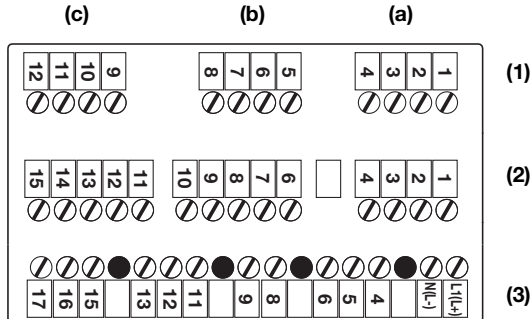 (c) (b) (a)
12 11 10 9 8 7 6 5 4 3 2 1 (1)
15 14 13 12 11 10 9 8 7 6 4 3 2 1 (2)
17 16 15 13 12 11 9 8 6 5 4 N(L-) L1(L+) (3)